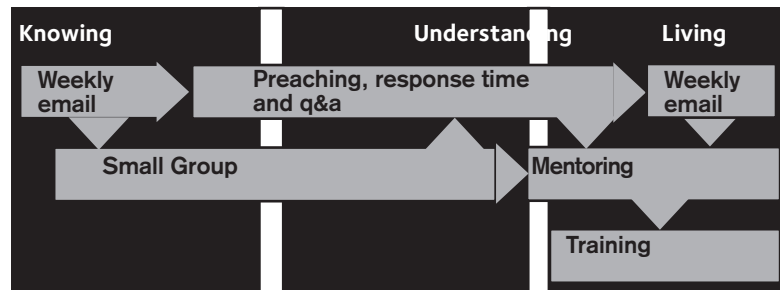 Knowing Understanding Living
Weekly
email
Preaching, response time
and q&a
Weekly
email
Small Group
Mentoring
Training